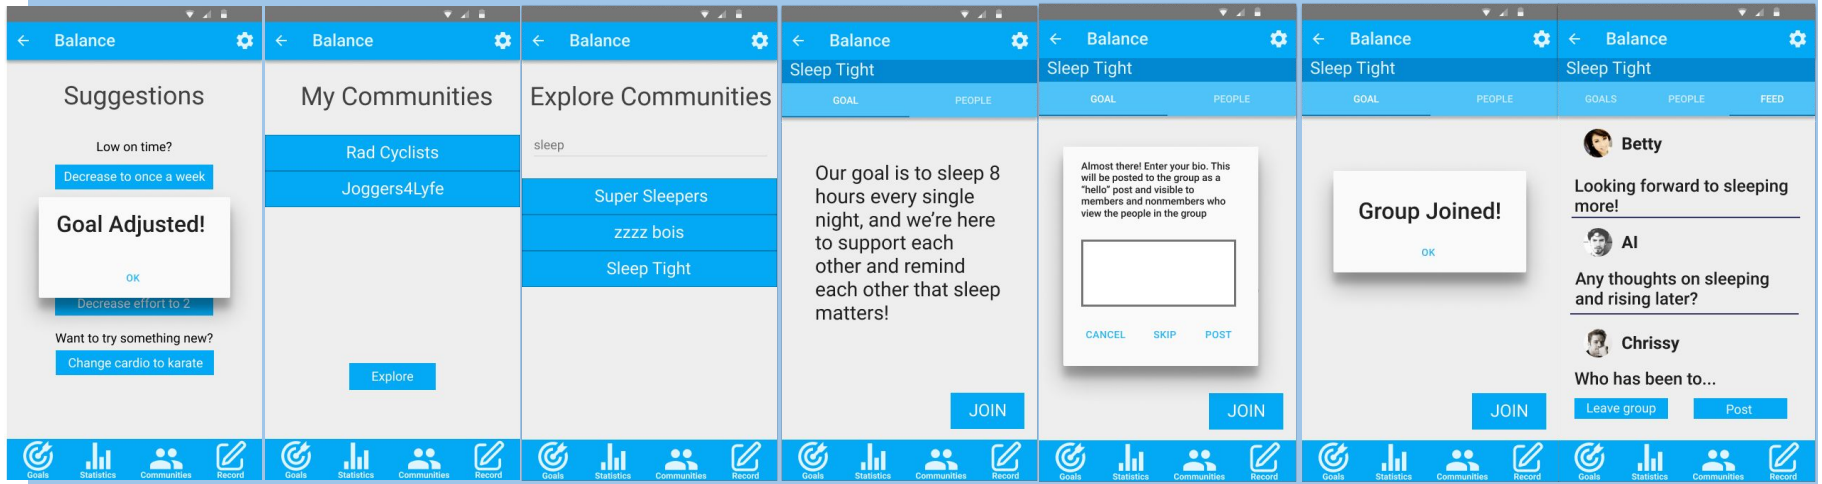 Balance
Suggestions
Low on time?
Decrease to once a week
Goal Adjusted!
OK
Decrease effort to 2
Want to try something new?
Change cardio to karate
Goals
Statistics
Communities
Record
Balance
My Communities
Rad Cyclists
Joggers4Lyfe
Explore
Goals
Statistics
Communities
Record
Balance
Explore Communities
sleep
Super Sleepers
zzzz bois
Sleep Tight
Goals
Statistics
Communities
Record
Balance
Sleep Tight
GOAL
PEOPLE
Our goal is to sleep 8
hours every single
night, and we're here
to support each
other and remind
each other that sleep
matters!
JOIN
Goals
Statistics
Communities
Record
Balance
Sleep Tight
GOAL
PEOPLE
Almost there! Enter your bio. This
will be posted to the group as a
"hello" post and visible to
members and nonmembers who
view the people in the group
CANCEL
SKIP
POST
JOIN
Goals
Statistics
Communities
Record
Balance
Sleep Tight
GOAL
PEOPLE
Group Joined!
OK
JOIN
Goals
Statistics
Communities
Record
Balance
Sleep Tight
GOALS
PEOPLE
FEED
Betty
Looking forward to sleeping
more!
Al
Any thoughts on sleeping
and rising later?
Chrissy
Who has been to...
Leave group
Post
Goals
Statistics
Communities
Record